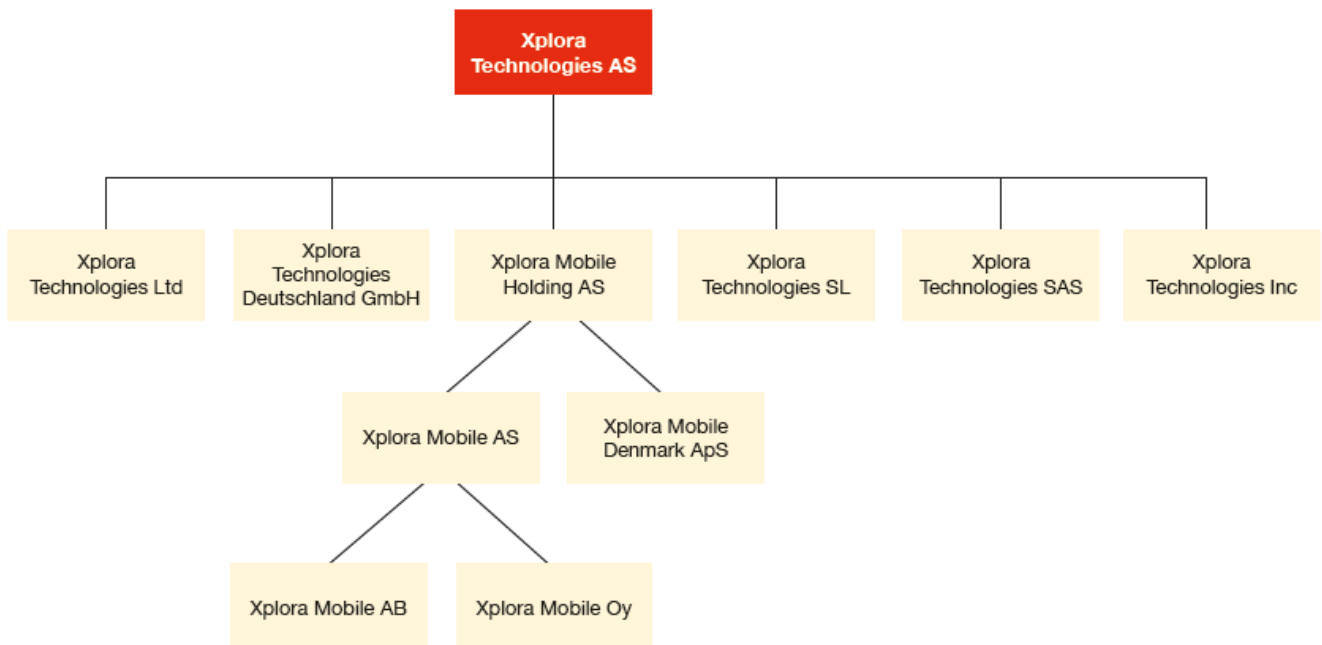 Xplora
Technologies AS
Xplora
Technologies Ltd
Xplora
Technologies
Deutschland GmbH
Xplora Mobile
Holding AS
Xplora
Technologies SL
Xplora
Technologies SAS
Xplora
Technologies Inc
Xplora Mobile AS
Xplora Mobile
Denmark ApS
Xplora Mobile AB
Xplora Mobile Oy